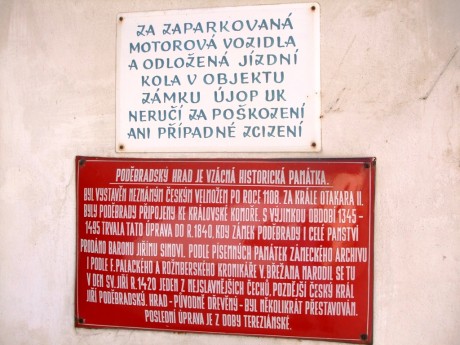 ZA ZAPARKOVANÁ
MOTOROVÁ VOZIDLA
A ODLOŽENÁ JÍZDNÍ
KOLA V OBJEKTU
ZÁMKU ÚJOP UK
NERUČÍ ZA POŠKOZENÍ
ANI PŘÍPADNÉ ZCIZENÍ
PODĚBRADSKÝ HRAD JE VZÁCNÁ HISTORICKÁ PAMÁTKA.
BYL VYSTAVĚN NEZNÁMÝM ČESKÝM VELMOŽEM PO ROCE 1108. ZA KRÁLE OTAKARA II.
BYLY PODĚBRADY PŘIPOJENY KE KRÁLOVSKÉ KOMOŘE. S VÝJIMKOU OBDOBÍ 1345 -
- 1495 TRVALA TATO ÚPRAVA DO R. 1840. KDY ZÁMEK PODĚBRADY I CELÉ PANSTVÍ
PRODÁNO BARONU JIŘÍMU SINOVI. PODLE PÍSEMNÝCH PAMÁTEK ZÁMECKÉHO ARCHIVU
I PODLE F. PALACKÉHO A ROŽMBERSKÉHO KRONIKÁŘE V. BŘEŽANA NARODIL SE TU
V DEN SV. JIŘÍ R. 1420 JEDEN Z NEJSLAVNĚJŠÍCH ČECHŮ. POZDĚJŠÍ ČESKÝ KRÁL
JIŘÍ PODĚBRADSKÝ. HRAD - PŮVODNĚ DŘEVĚNÝ - BYL NĚKOLIKRÁT PŘESTAVOVÁN.
POSLEDNÍ ÚPRAVA JE Z DOBY TEREZIÁNSKÉ.